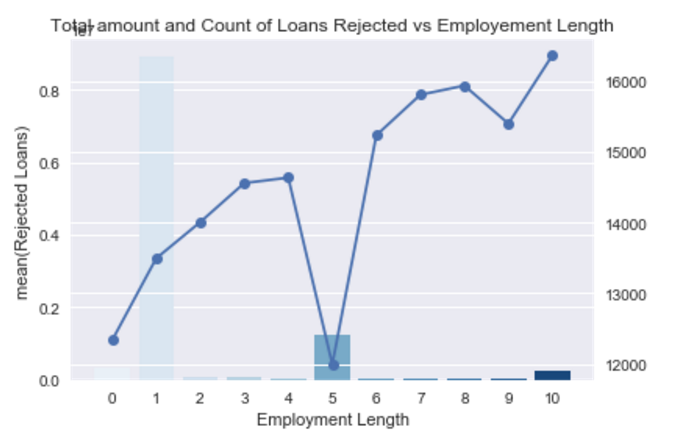 Total amount and Count of Loans Rejected vs Employement Length
1e7
mean(Rejected Loans)
0.8
0.6
0.4
0.2
0.0
16000
15000
14000
13000
12000
0 1 2 3 4 5 6 7 8 9 10
Employment Length